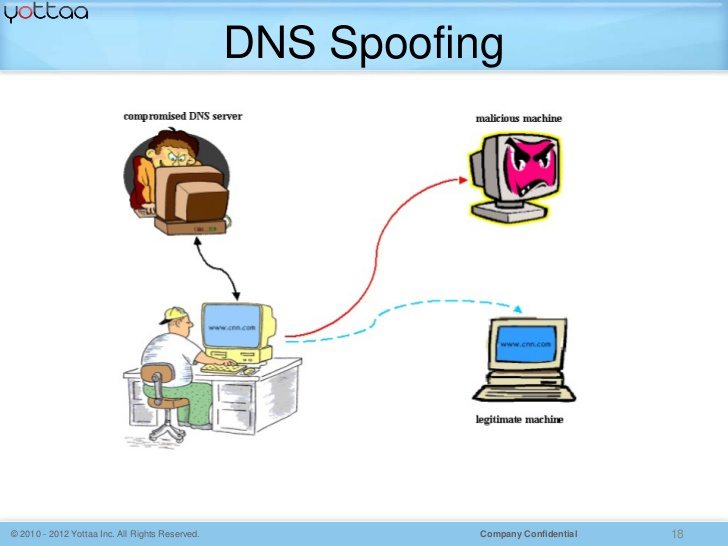 yottaa
DNS Spoofing
compromised DNS server
malicious machine
www.cnn.com
www.cnn.com
legitimate machine
© 2010 - 2012 Yottaa Inc. All Rights Reserved.
Company Confidential
18